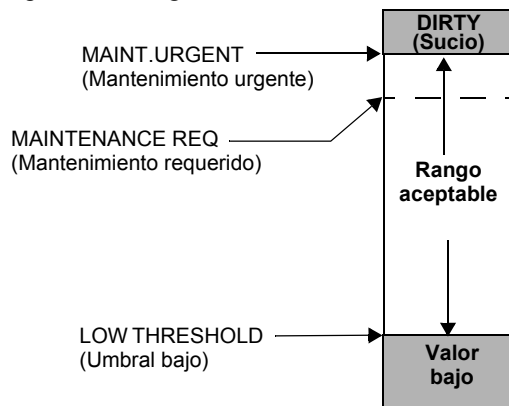 DIRTY
(Sucio)
MAINT.URGENT
(Mantenimiento urgente)
MAINTENANCE REQ
(Mantenimiento requerido)
Rango
aceptable
LOW THRESHOLD
(Umbral bajo)
Valor
bajo